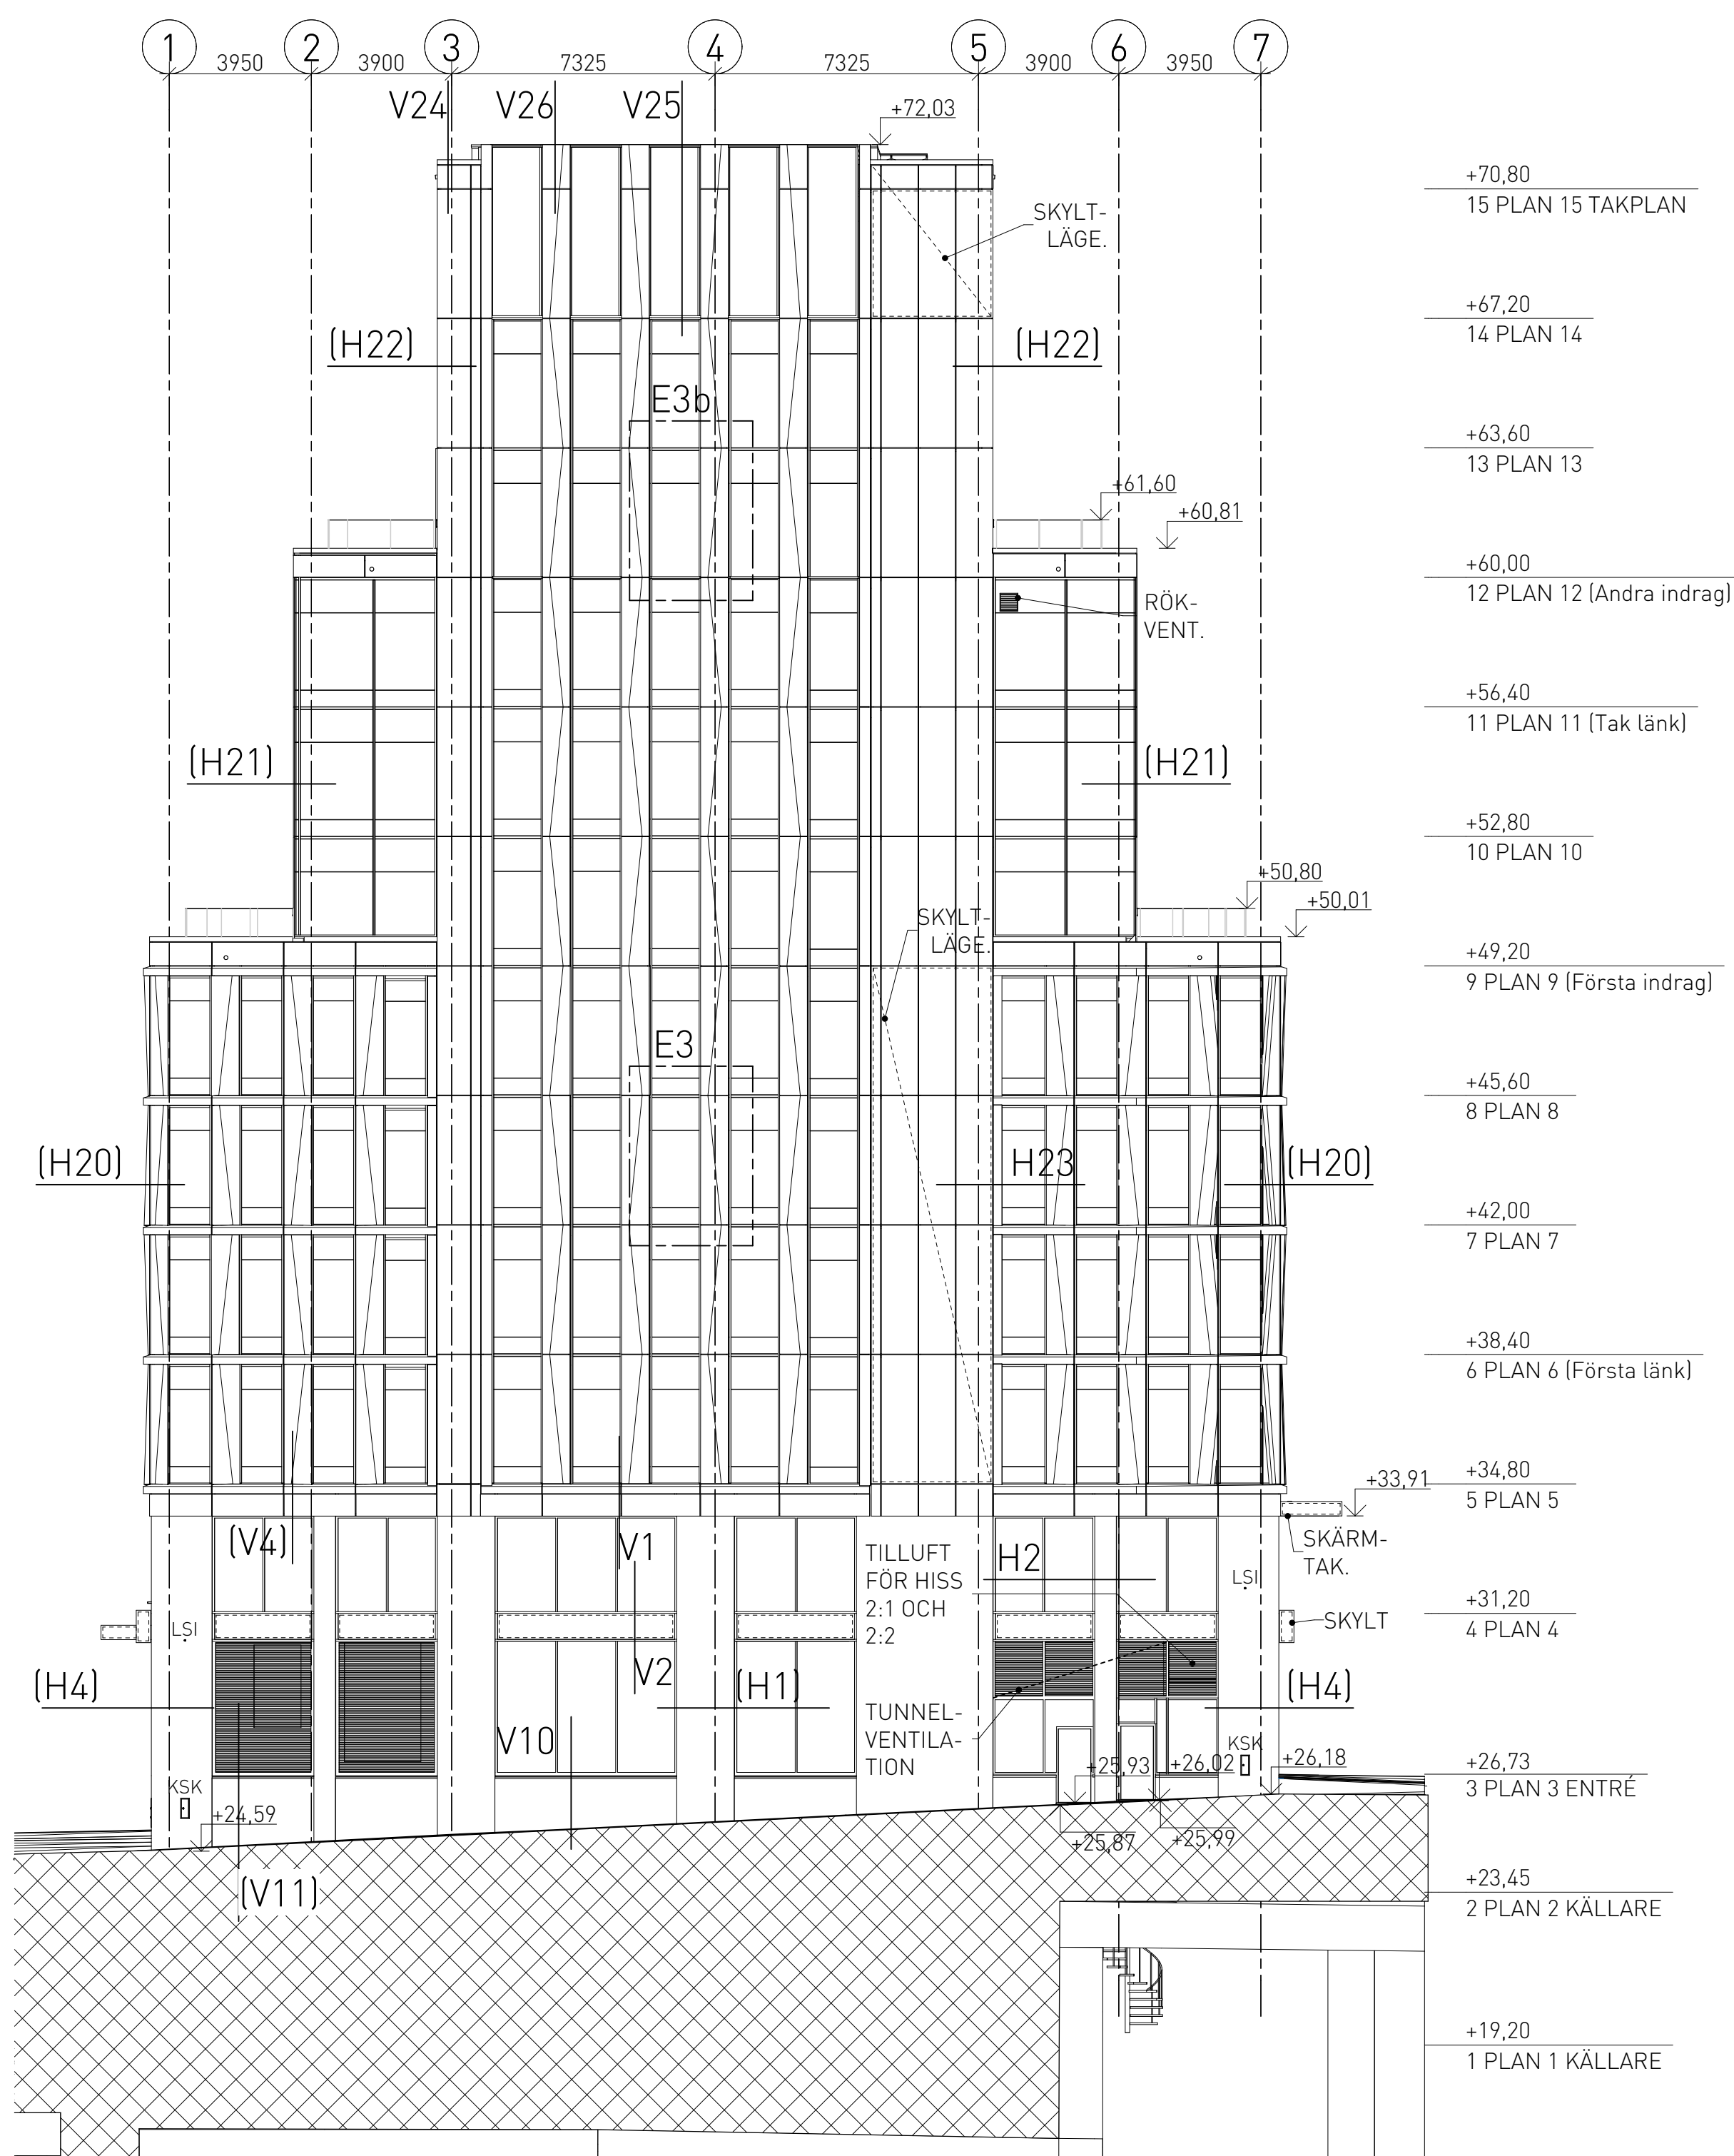 1 2 3 4 5 6 7
3950 3900 7325 7325 3900 3950
V24 V26 V25
+72,03
+70,80
15 PLAN 15 TAKPLAN
SKYLT-
LÄGE.
+67,20
14 PLAN 14
(H22) (H22)
E3b
+63,60
13 PLAN 13
+61,60
+60,81
+60,00
12 PLAN 12 (Andra indrag)
RÖK-
VENT.
+56,40
11 PLAN 11 (Tak länk)
(H21) (H21)
+52,80
10 PLAN 10
+50,80
+50,01
SKYLT-
LÄGE.
+49,20
9 PLAN 9 (Första indrag)
E3
+45,60
8 PLAN 8
(H20) H23 (H20)
+42,00
7 PLAN 7
+38,40
6 PLAN 6 (Första länk)
+33,91
+34,80
5 PLAN 5
(V4) V1
TILLUFT
FÖR HISS
2:1 OCH
2:2
H2
SKÄRM-
TAK.
LSI
LSI
SKYLT
+31,20
4 PLAN 4
(H4) V2 (H1) (H4)
TUNNEL-
VENTILA-
TION
V10
KSK
KSK
+25,93 +26,02 +26,18
+26,73
3 PLAN 3 ENTRÉ
+24,59
+25,87 +25,99
(V11)
+23,45
2 PLAN 2 KÄLLARE
+19,20
1 PLAN 1 KÄLLARE